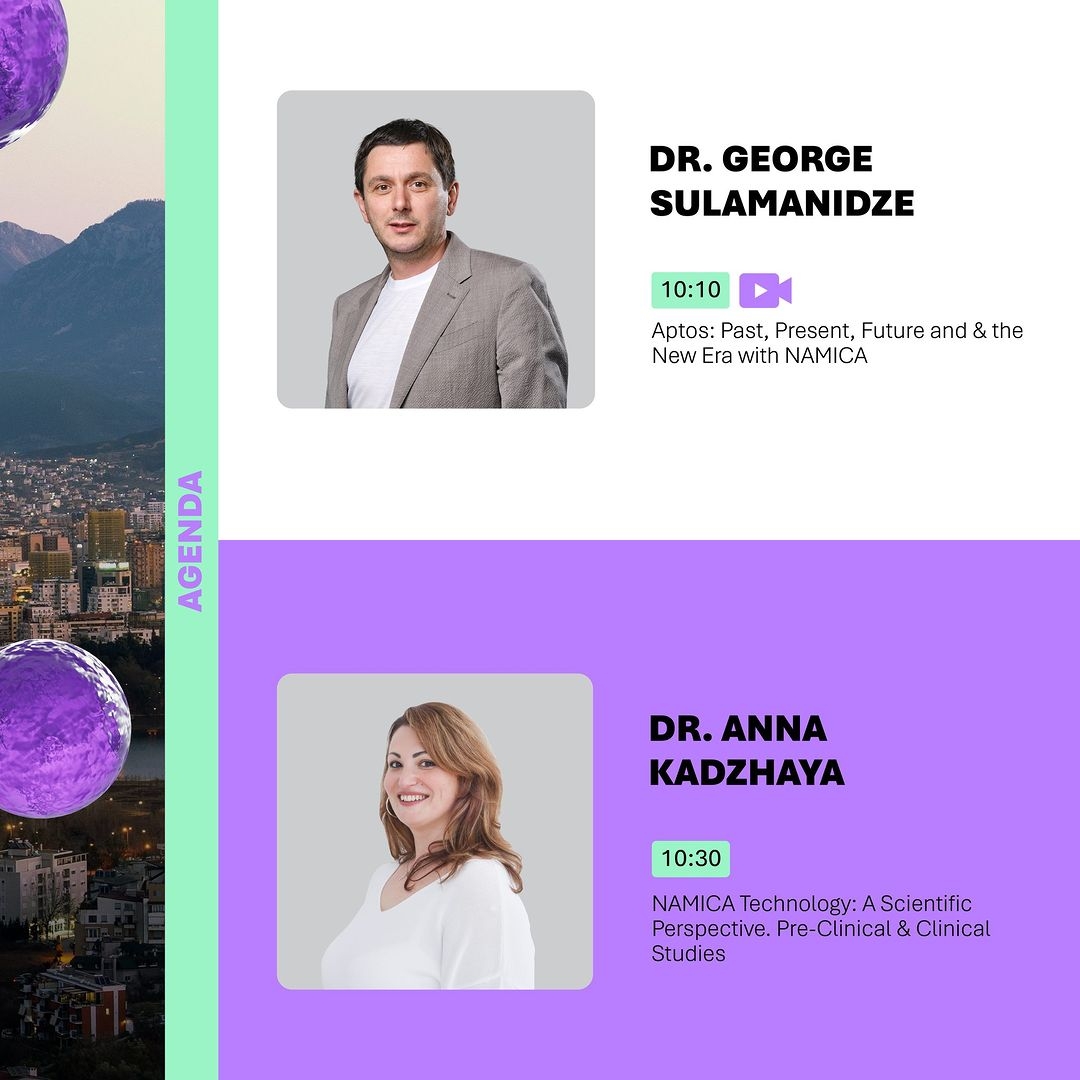 AGENDA
DR. GEORGE
SULAMANIDZE
10:10
Aptos: Past, Present, Future and & the
New Era with NAMICA
DR. ANNA
KADZHAYA
10:30
NAMICA Technology: A Scientific
Perspective. Pre-Clinical & Clinical
Studies